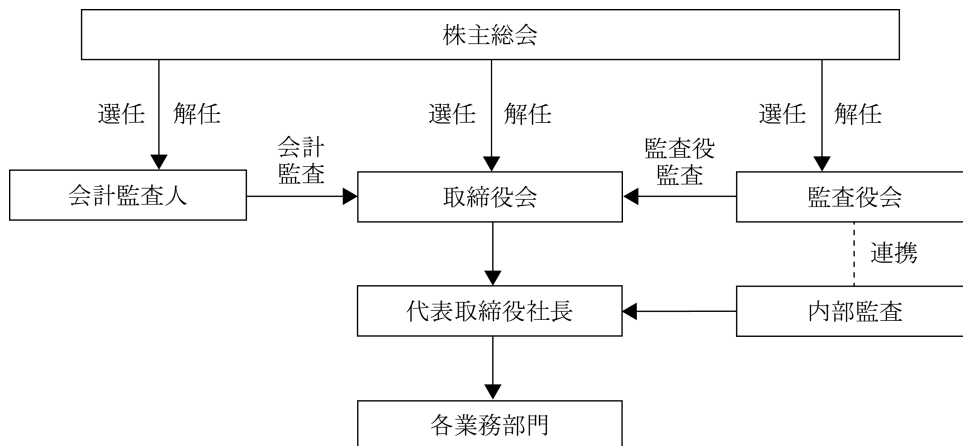 株主総会
選任
解任
選任
解任
選任
解任
会計
監査
監査役
監査
会計監査人
取締役会
監査役会
連携
代表取締役社長
内部監査
各業務部門